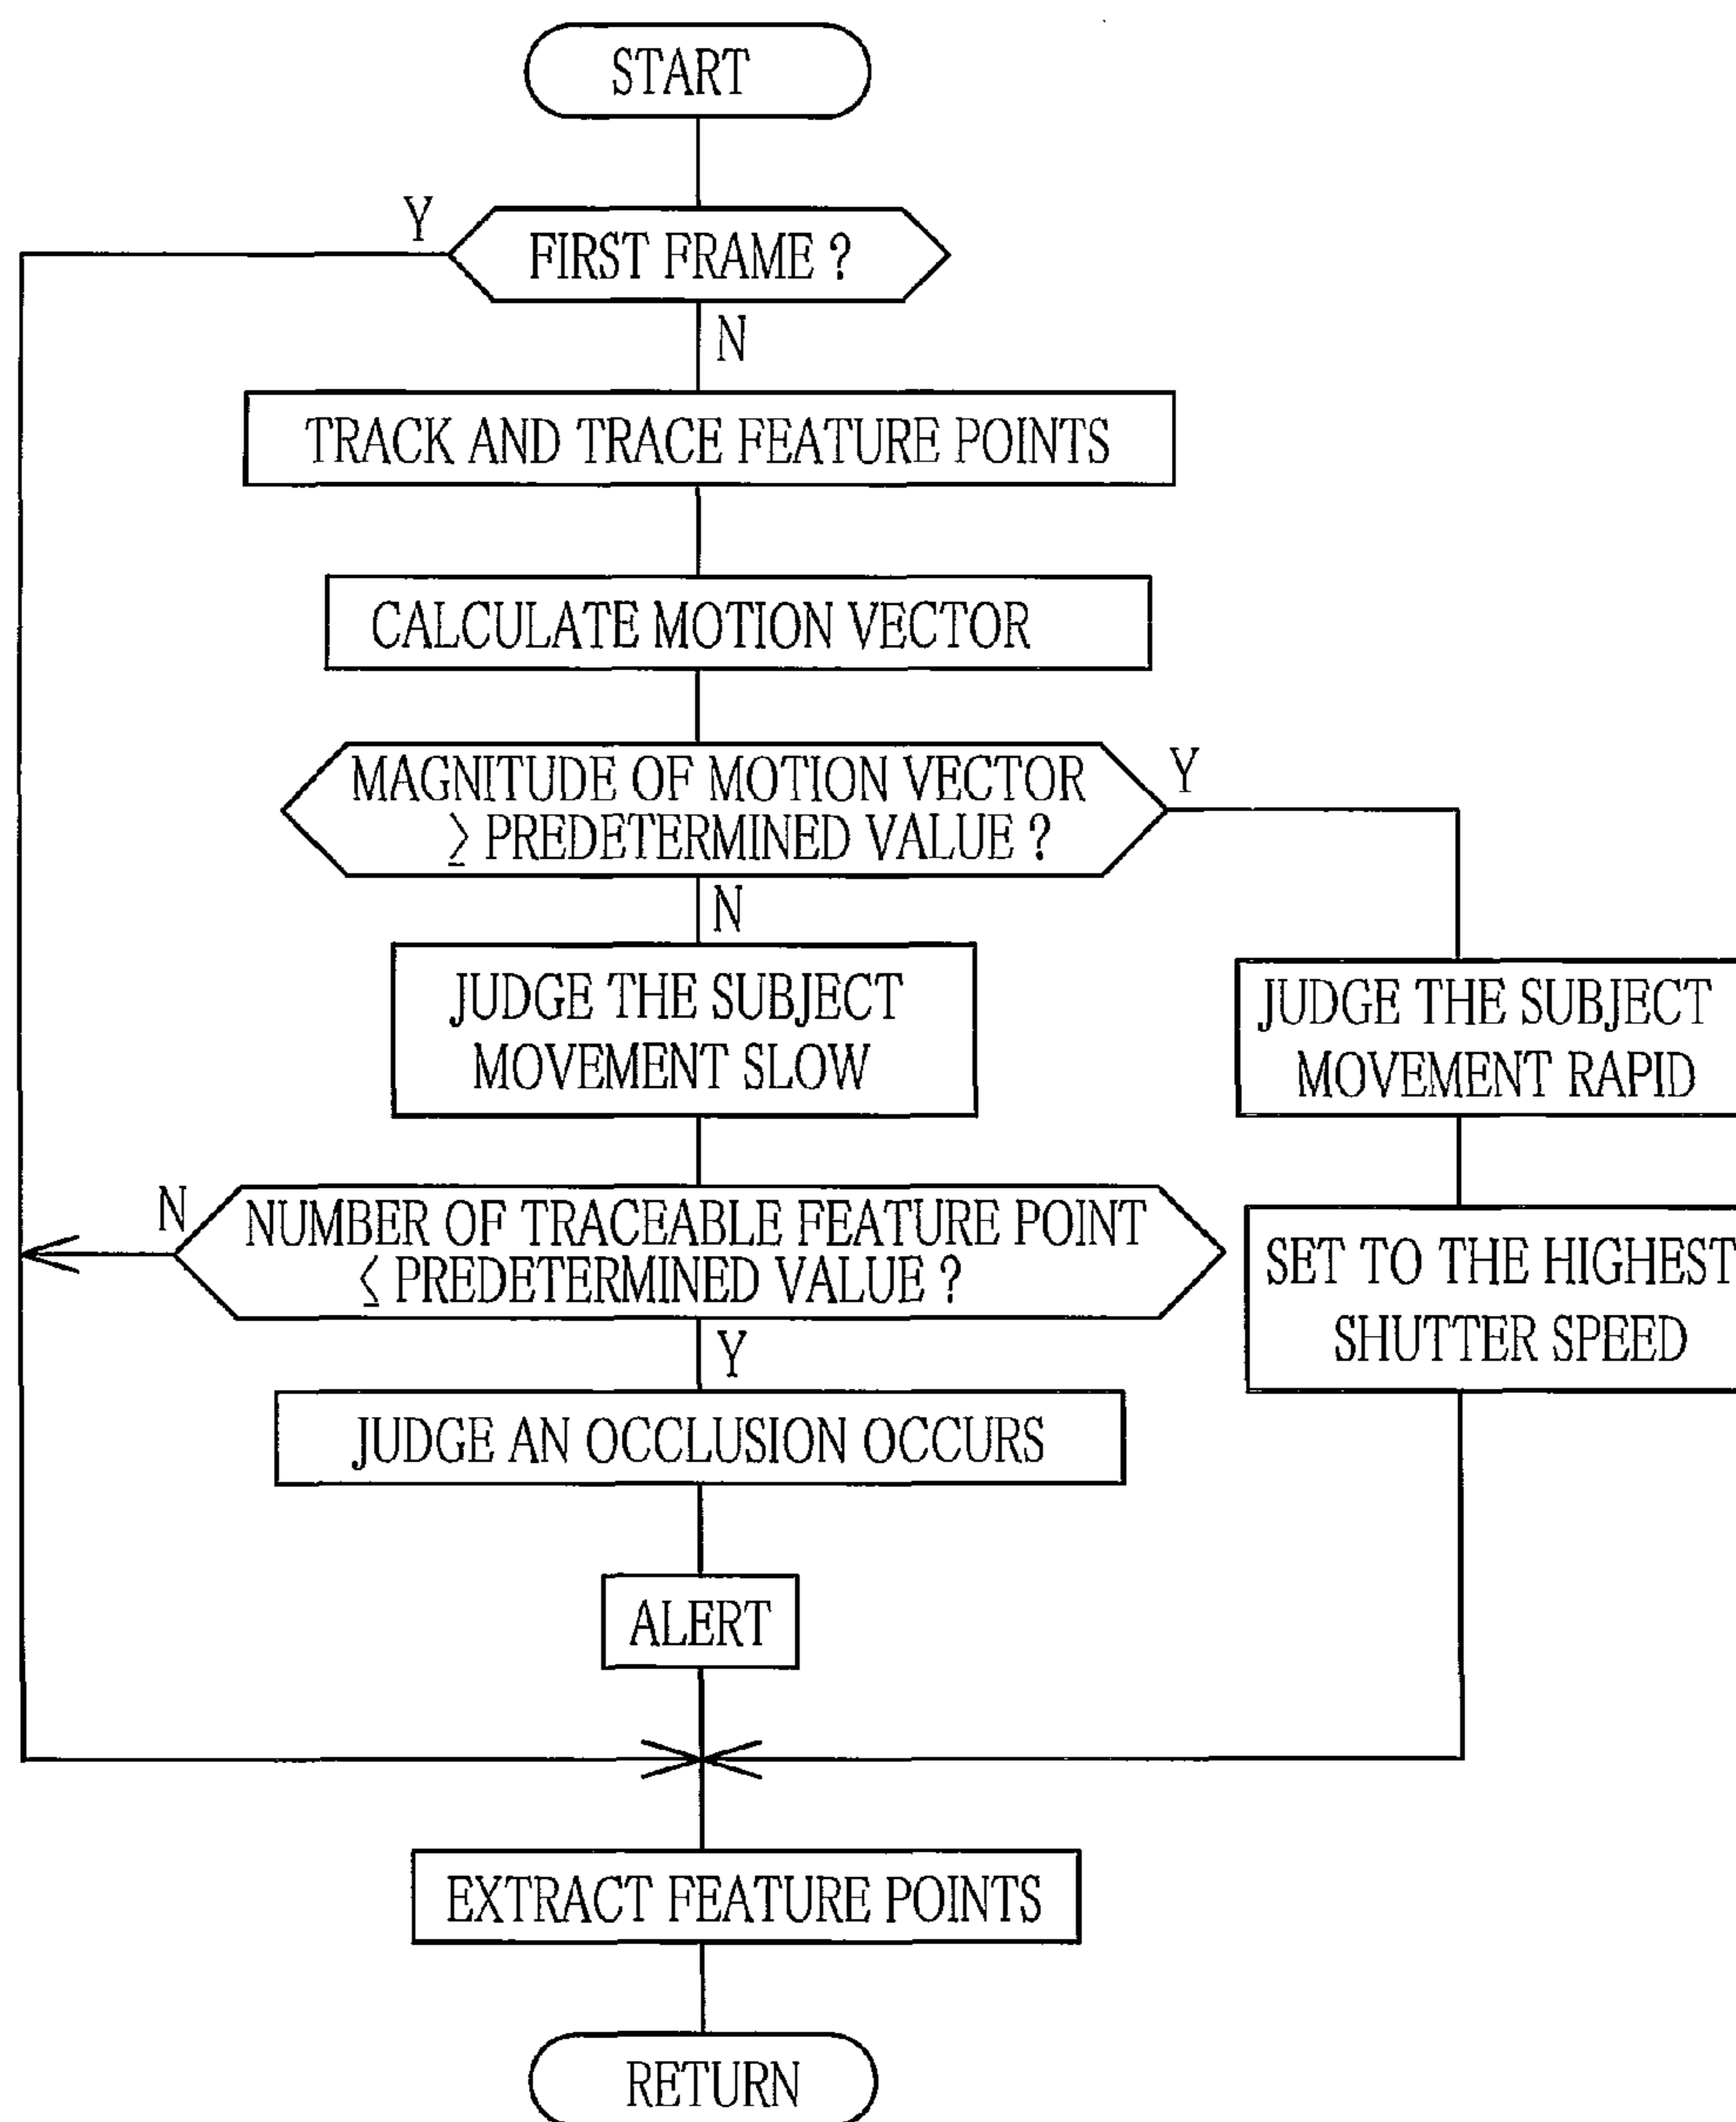 START
Y
FIRST FRAME ?
N
TRACK AND TRACE FEATURE POINTS
CALCULATE MOTION VECTOR
MAGNITUDE OF MOTION VECTOR
≥ PREDETERMINED VALUE ?
Y
N
JUDGE THE SUBJECT
MOVEMENT SLOW
JUDGE THE SUBJECT
MOVEMENT RAPID
N
NUMBER OF TRACEABLE FEATURE POINT
≤ PREDETERMINED VALUE ?
SET TO THE HIGHEST
SHUTTER SPEED
Y
JUDGE AN OCCLUSION OCCURS
ALERT
EXTRACT FEATURE POINTS
RETURN